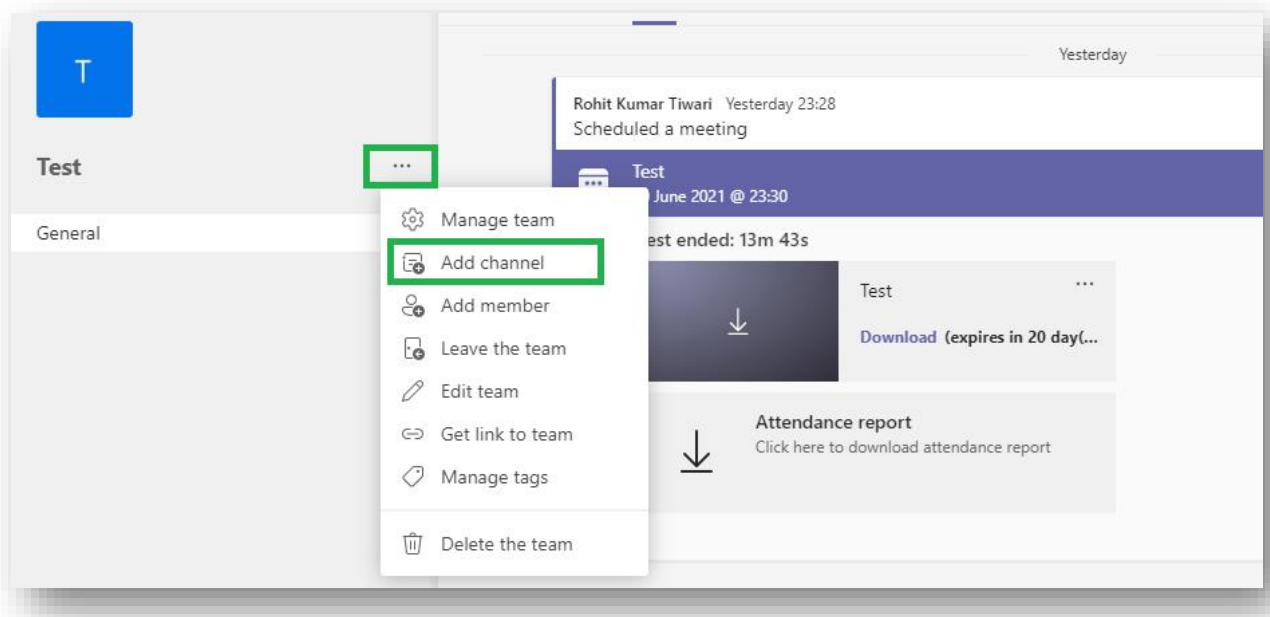 T
Test
General
Manage team
Add channel
Add member
Leave the team
Edit team
Get link to team
Manage tags
Delete the team
Yesterday
Rohit Kumar Tiwari Yesterday 23:28
Scheduled a meeting
Test
June 2021 @ 23:30
ended: 13m 43s
Test
Download (expires in 20 day(...
Attendance report
Click here to download attendance report